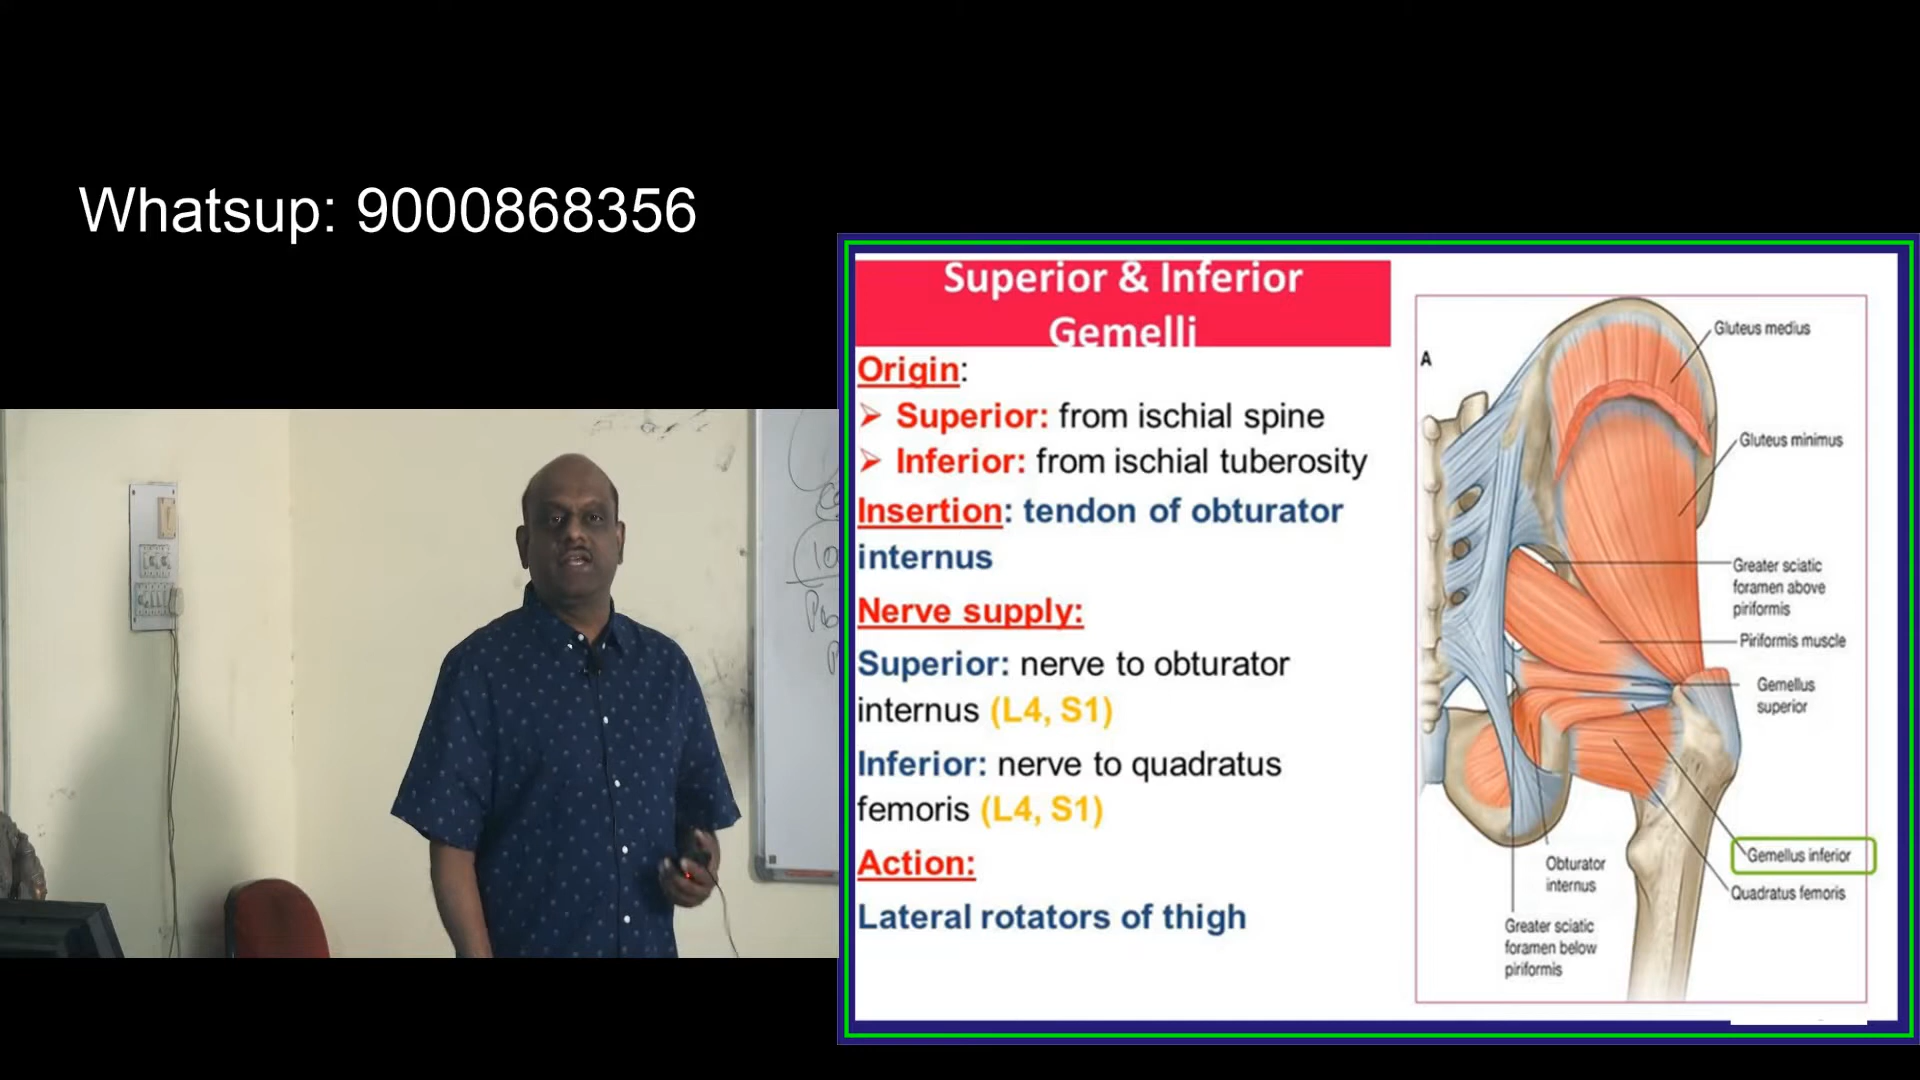 Whatsup: 9000868356
Superior & Inferior
Gemelli
Origin:
➢ Superior: from ischial spine
➢ Inferior: from ischial tuberosity
Insertion: tendon of obturator
internus
Nerve supply:
Superior: nerve to obturator
internus (L4, S1)
Inferior: nerve to quadratus
femoris (L4, S1)
Action:
Lateral rotators of thigh
A
Gluteus medius
Gluteus minimus
Greater sciatic
foramen above
piriformis
Piriformis muscle
Gemellus
superior
Gemellus inferior
Quadratus femoris
Obturator
internus
Greater sciatic
foramen below
piriformis
10